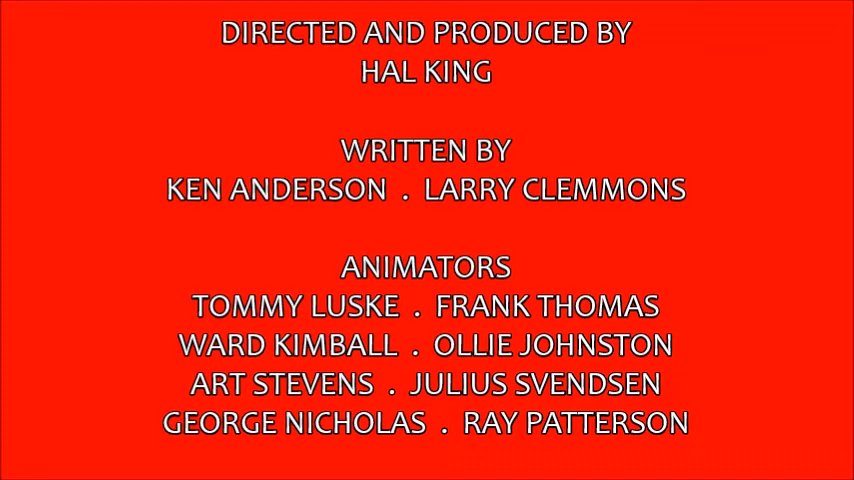 DIRECTED AND PRODUCED BY
HAL KING
WRITTEN BY
KEN ANDERSON . LARRY CLEMMONS
ANIMATORS
TOMMY LUSKE . FRANK THOMAS
WARD KIMBALL . OLLIE JOHNSTON
ART STEVENS . JULIUS SVENDSEN
GEORGE NICHOLAS . RAY PATTERSON